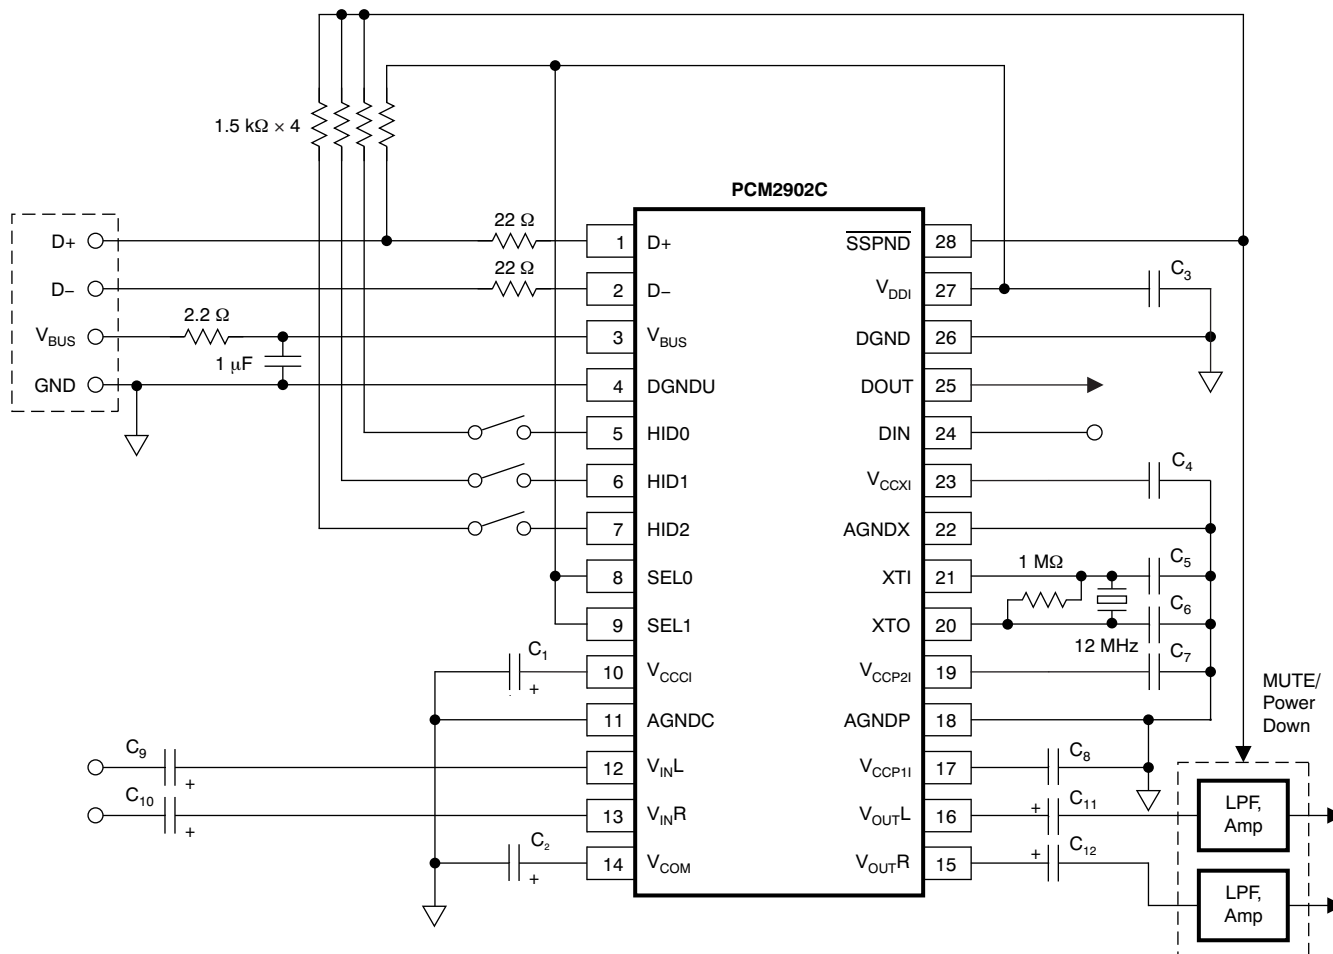 1.5 kΩ × 4
PCM2902C
D+
22 Ω
1 D+
SSPND 28
D−
22 Ω
2 D−
VDDI 27
C3
VBUS
2.2 Ω
3 VBUS
DGND 26
1 μF
GND
4 DGNDU
DOUT 25
5 HID0
DIN 24
6 HID1
VCCXI 23
C4
7 HID2
AGNDX 22
8 SEL0
XTI 21
1 MΩ
C5
9 SEL1
XTO 20
12 MHz
C6
C1
+
10 VCCCI
VCCP2I 19
C7
11 AGNDC
AGNDP 18
MUTE/
Power
Down
C9
+
12 VINL
VCCP1I 17
C8
C10
+
13 VINR
VOUTL 16
+
C11
LPF,
Amp
C2
+
14 VCOM
VOUTR 15
+
C12
LPF,
Amp